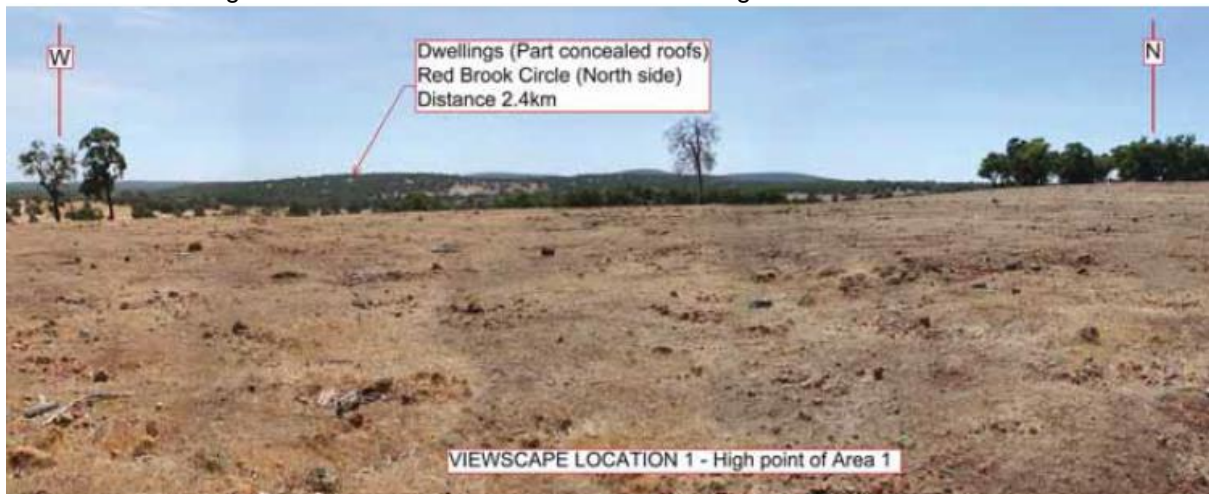 W
Dwellings (Part concealed roofs)
Red Brook Circle (North side)
Distance 2.4km
N
VIEWSCAPE LOCATION 1 - High point of Area 1